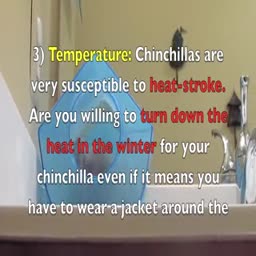 3) Temperature: Chinchillas are
very susceptible to heat-stroke.
Are you willing to turn down the
heat in the winter for your
chinchilla even if it means you
have to wear a jacket around the